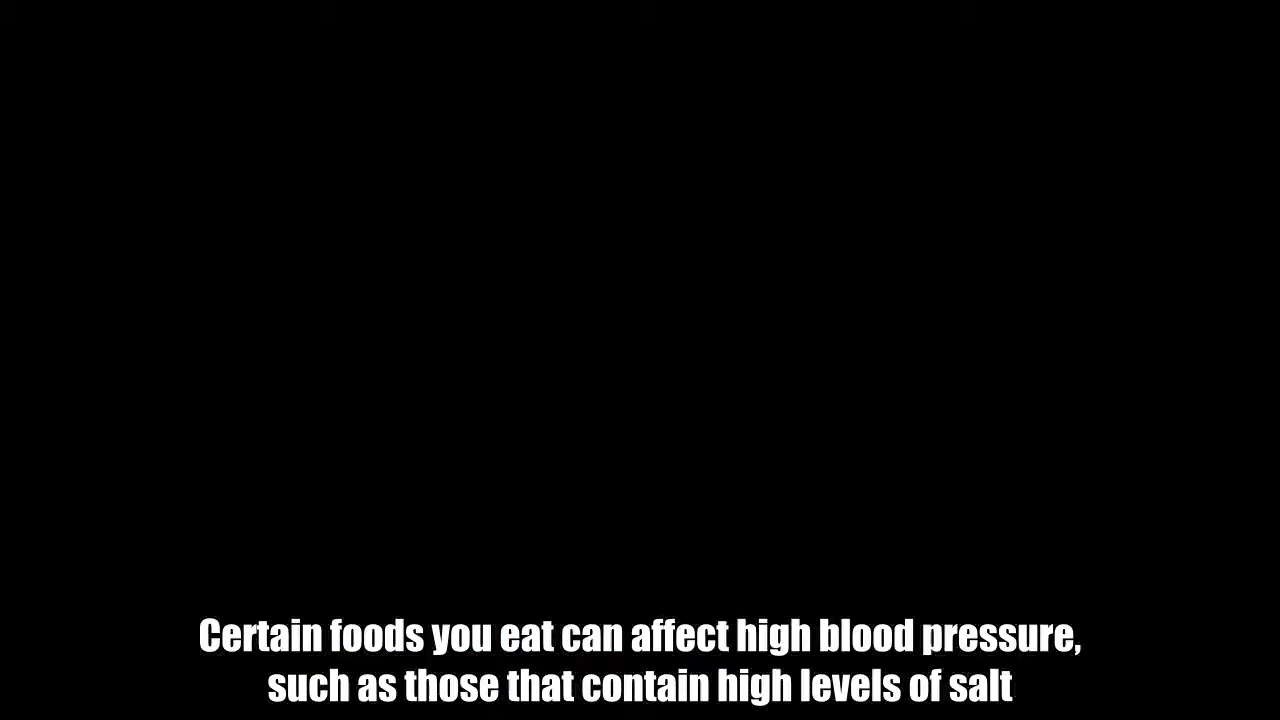 Certain foods you eat can affect high blood pressure,
such as those that contain high levels of salt